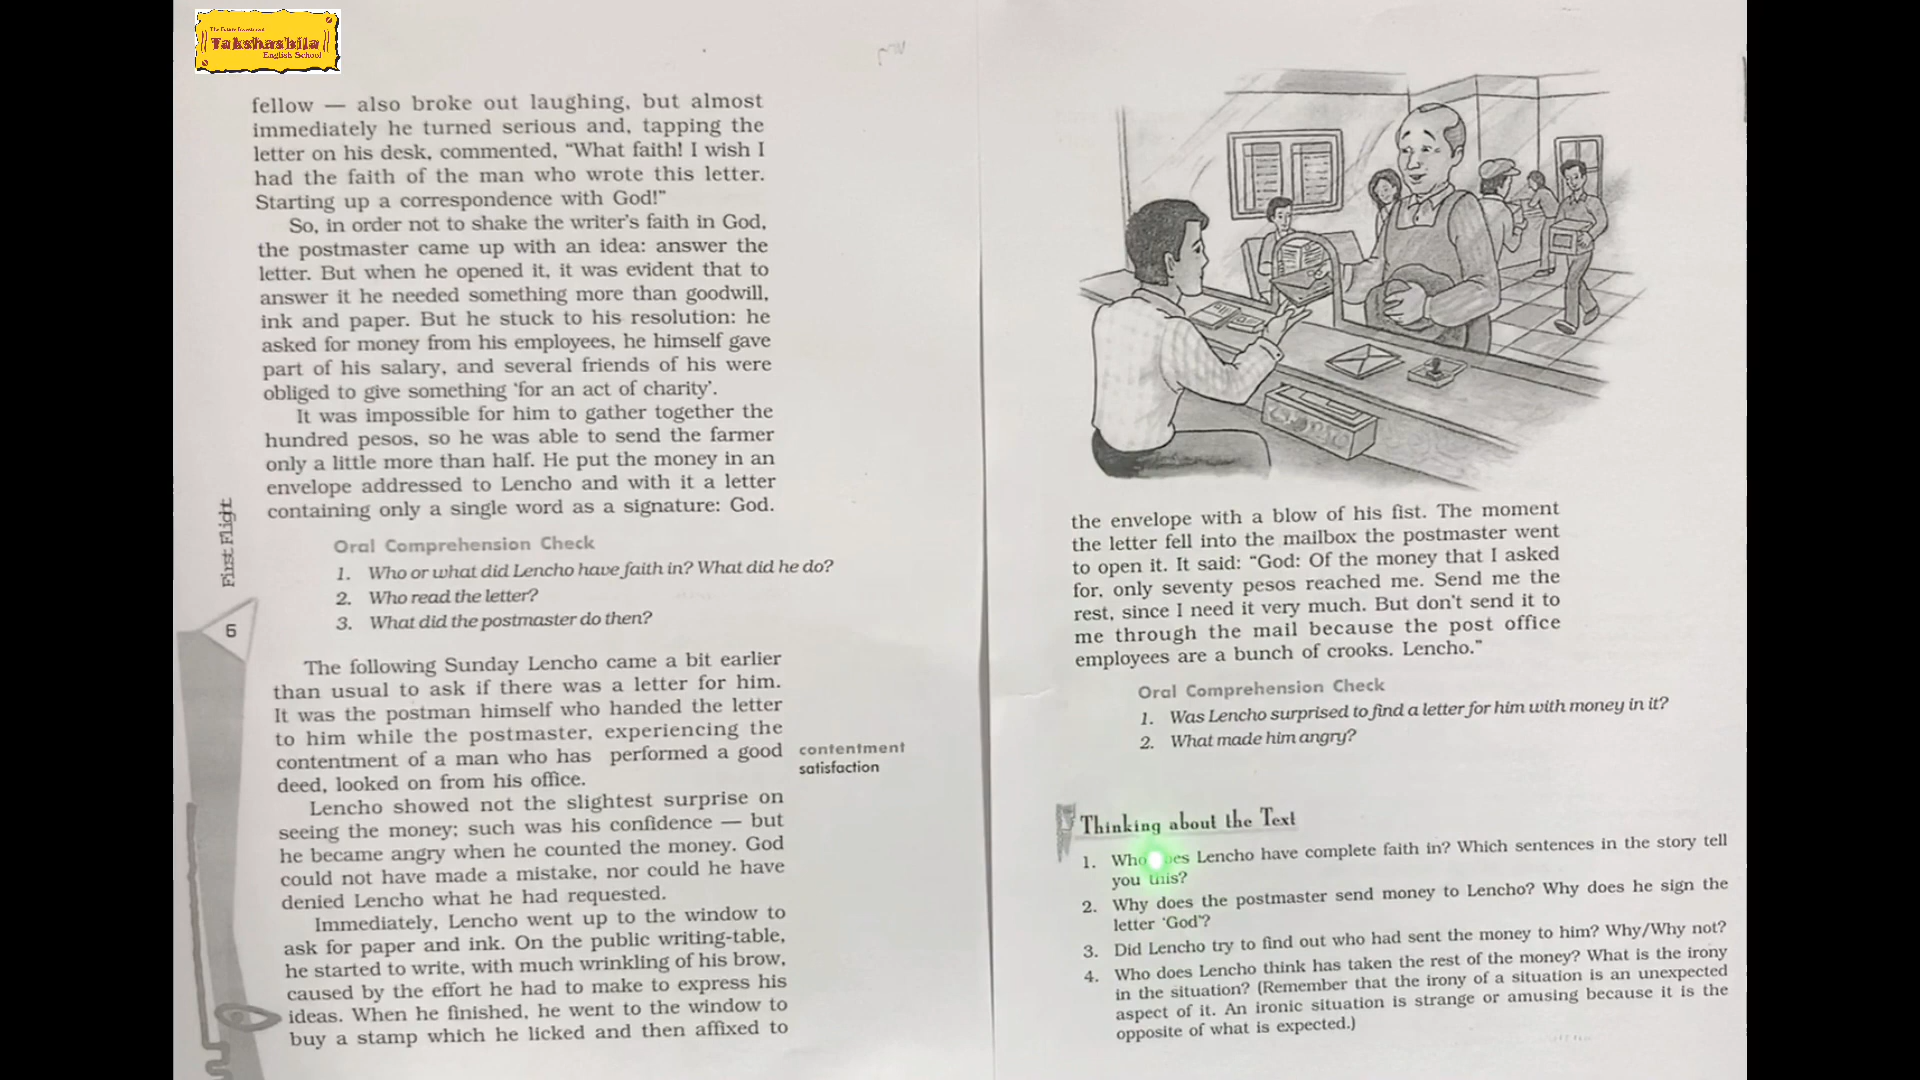 The Future Invested
Takshashila
English School
fellow — also broke out laughing, but almost
immediately he turned serious and, tapping the
letter on his desk, commented, “What faith! I wish I
had the faith of the man who wrote this letter.
Starting up a correspondence with God!”
So, in order not to shake the writer’s faith in God,
the postmaster came up with an idea: answer the
letter. But when he opened it, it was evident that to
answer it he needed something more than goodwill,
ink and paper. But he stuck to his resolution: he
asked for money from his employees, he himself gave
part of his salary, and several friends of his were
obliged to give something ‘for an act of charity’.
It was impossible for him to gather together the
hundred pesos, so he was able to send the farmer
only a little more than half. He put the money in an
envelope addressed to Lencho and with it a letter
containing only a single word as a signature: God.
Oral Comprehension Check
1. Who or what did Lencho have faith in? What did he do?
2. Who read the letter?
3. What did the postmaster do then?
First Flight
6
The following Sunday Lencho came a bit earlier
than usual to ask if there was a letter for him.
It was the postman himself who handed the letter
to him while the postmaster, experiencing the
contentment of a man who has performed a good
deed, looked on from his office.
contentment
satisfaction
Lencho showed not the slightest surprise on
seeing the money; such was his confidence — but
he became angry when he counted the money. God
could not have made a mistake, nor could he have
denied Lencho what he had requested.
Immediately, Lencho went up to the window to
ask for paper and ink. On the public writing-table,
he started to write, with much wrinkling of his brow,
caused by the effort he had to make to express his
ideas. When he finished, he went to the window to
buy a stamp which he licked and then affixed to
the envelope with a blow of his fist. The moment
the letter fell into the mailbox the postmaster went
to open it. It said: “God: Of the money that I asked
for, only seventy pesos reached me. Send me the
rest, since I need it very much. But don’t send it to
me through the mail because the post office
employees are a bunch of crooks. Lencho.”
Oral Comprehension Check
1. Was Lencho surprised to find a letter for him with money in it?
2. What made him angry?
Thinking about the Text
1. Who does Lencho have complete faith in? Which sentences in the story tell
you this?
2. Why does the postmaster send money to Lencho? Why does he sign the
letter ‘God’?
3. Did Lencho try to find out who had sent the money to him? Why/Why not?
4. Who does Lencho think has taken the rest of the money? What is the irony
in the situation? (Remember that the irony of a situation is an unexpected
aspect of it. An ironic situation is strange or amusing because it is the
opposite of what is expected.)